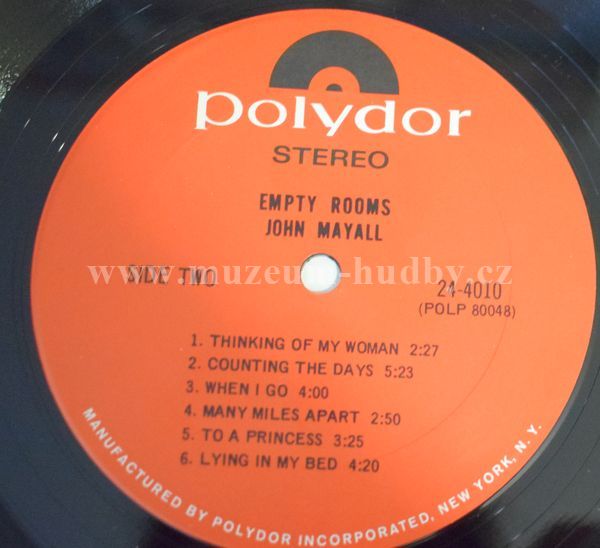 polydor
STEREO
EMPTY ROOMS
JOHN MAYALL
www.muzeum-hudby.cz
SIDE TWO
24-4010
(POLP 80048)
1. THINKING OF MY WOMAN 2:27
2. COUNTING THE DAYS 5:23
3. WHEN I GO 4:00
4. MANY MILES APART 2:50
5. TO A PRINCESS 3:25
6. LYING IN MY BED 4:20
MANUFACTURED BY POLYDOR INCORPORATED, NEW YORK, N. Y.